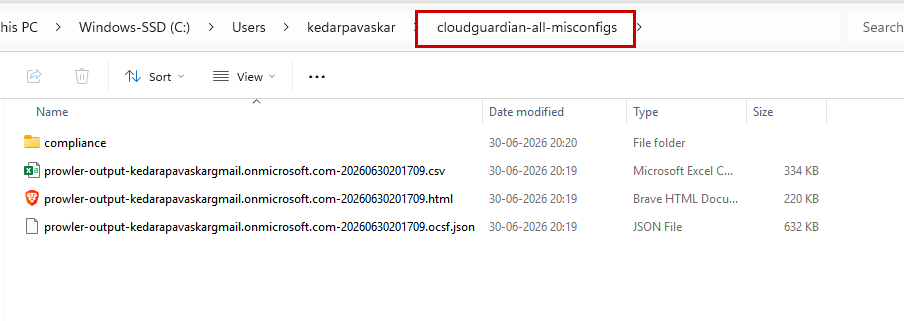 his PC > Windows-SSD (C:) > Users > kedarpavaskar > cloudguardian-all-misconfigs > Search
Sort View ...
Name Date modified Type Size
compliance 30-06-2026 20:20 File folder
prowler-output-kedarapavaskargmail.onmicrosoft.com-20260630201709.csv 30-06-2026 20:19 Microsoft Excel C... 334 KB
prowler-output-kedarapavaskargmail.onmicrosoft.com-20260630201709.html 30-06-2026 20:19 Brave HTML Docu... 220 KB
prowler-output-kedarapavaskargmail.onmicrosoft.com-20260630201709.ocsf.json 30-06-2026 20:19 JSON File 632 KB